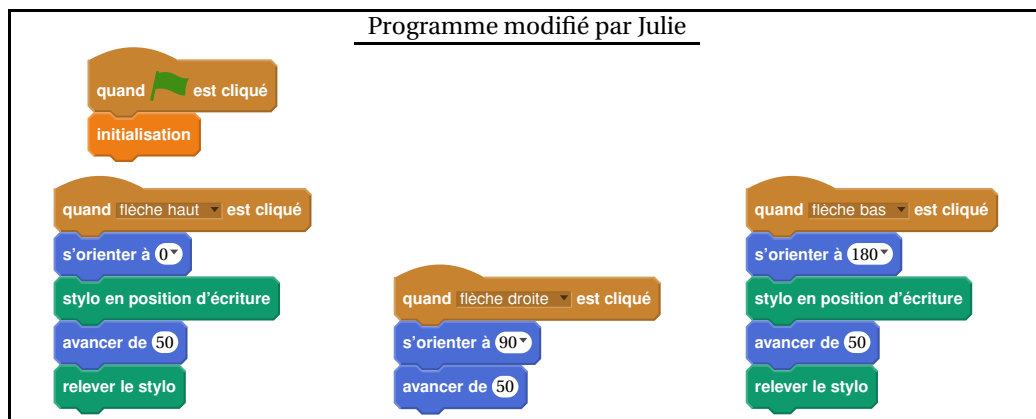 Programme modifié par Julie
quand est cliqué
initialisation
quand flèche haut est cliqué
s'orienter à 0
stylo en position d'écriture
avancer de 50
relever le stylo
quand flèche droite est cliqué
s'orienter à 90
avancer de 50
quand flèche bas est cliqué
s'orienter à 180
stylo en position d'écriture
avancer de 50
relever le stylo